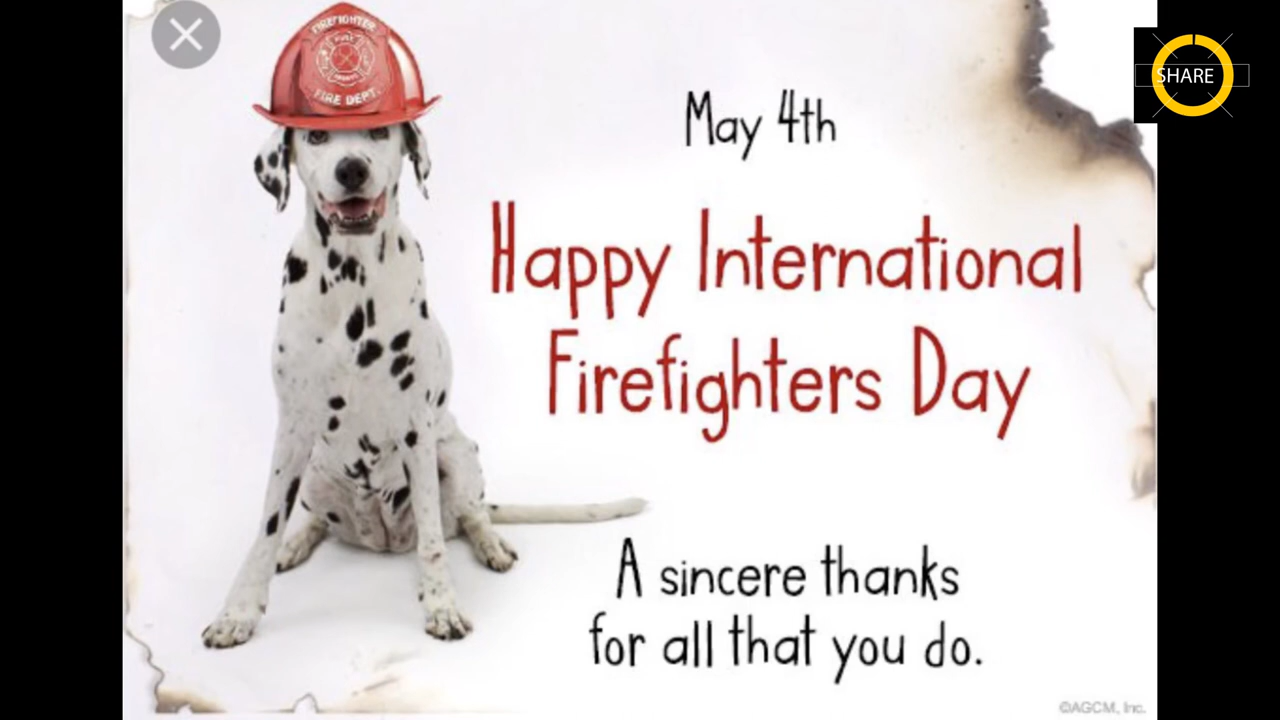 FIREFIGHTER
FIRE DEPT.
SHARE
May 4th
Happy International
Firefighters Day
A sincere thanks
for all that you do.
©AGCM, Inc.